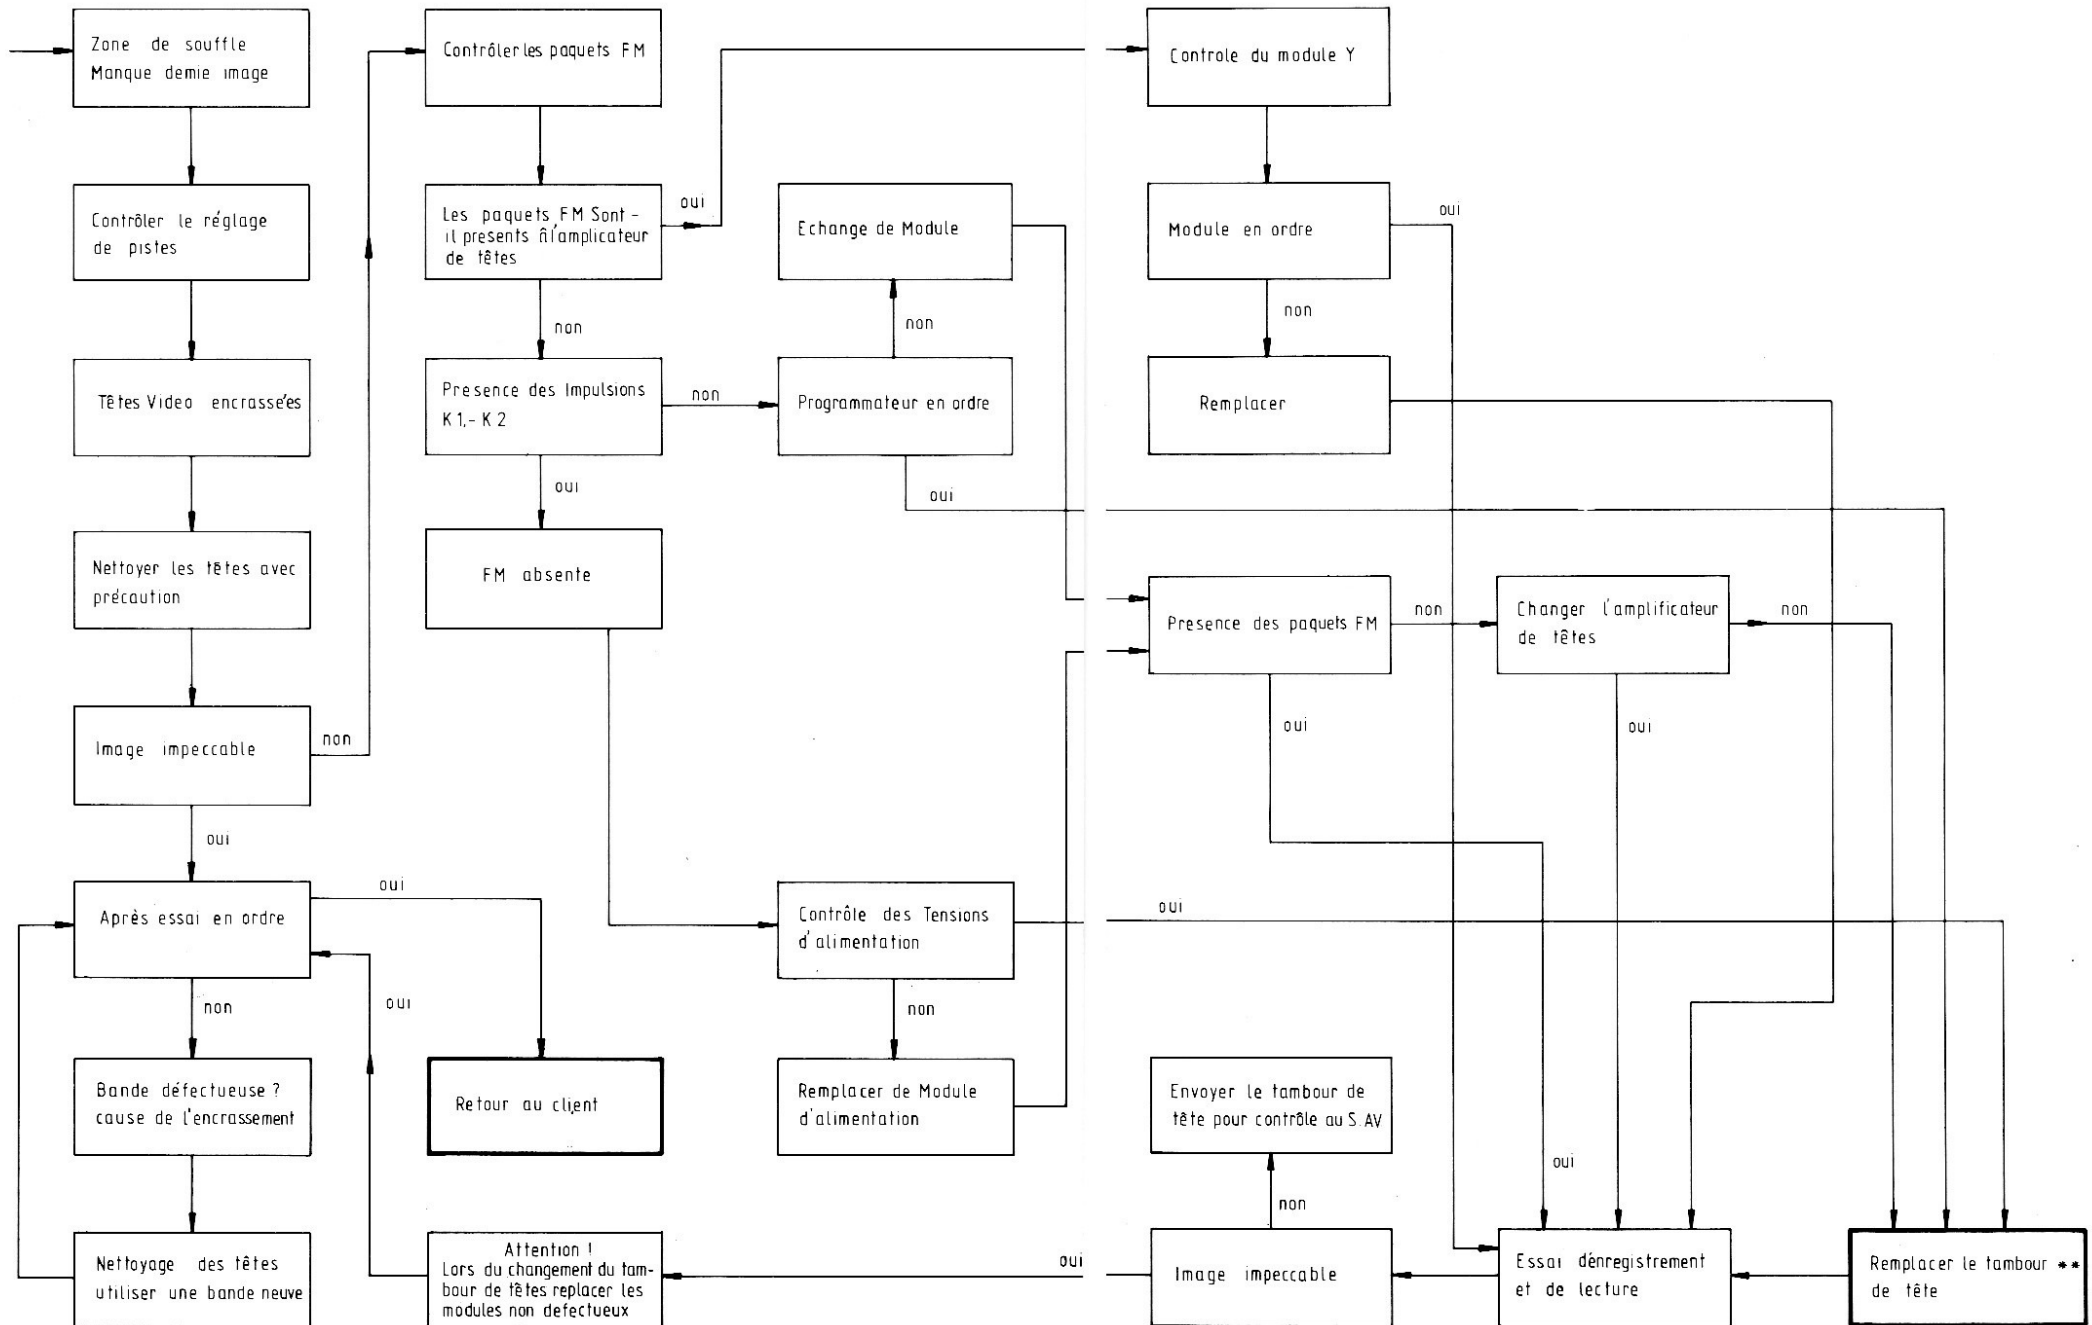 Zone de souffle
Manque demie image
Contrôler le réglage
de pistes
Têtes Video encrassées
Nettoyer les têtes avec
précaution
Image impeccable
non
oui
Après essai en ordre
oui
non
Bande défectueuse ?
cause de l'encrassement
Nettoyage des têtes
utiliser une bande neuve
Contrôler les paquets FM
Les paquets FM Sont -
il presents à l'amplicateur
de têtes
oui
non
Presence des Impulsions
K 1,- K 2
non
oui
FM absente
Retour au client
oui
Attention !
Lors du changement du tam-
bour de têtes replacer les
modules non defectueux
Echange de Module
non
Programmateur en ordre
oui
Contrôle des Tensions
d'alimentation
non
Remplacer de Module
d'alimentation
Controle du module Y
Module en ordre
oui
non
Remplacer
Presence des paquets FM
non
oui
Changer l'amplificateur
de têtes
non
oui
oui
Envoyer le tambour de
tête pour contrôle au S.AV
non
oui
Image impeccable
oui
Essai dénregistrement
et de lecture
Remplacer le tambour **
de tête